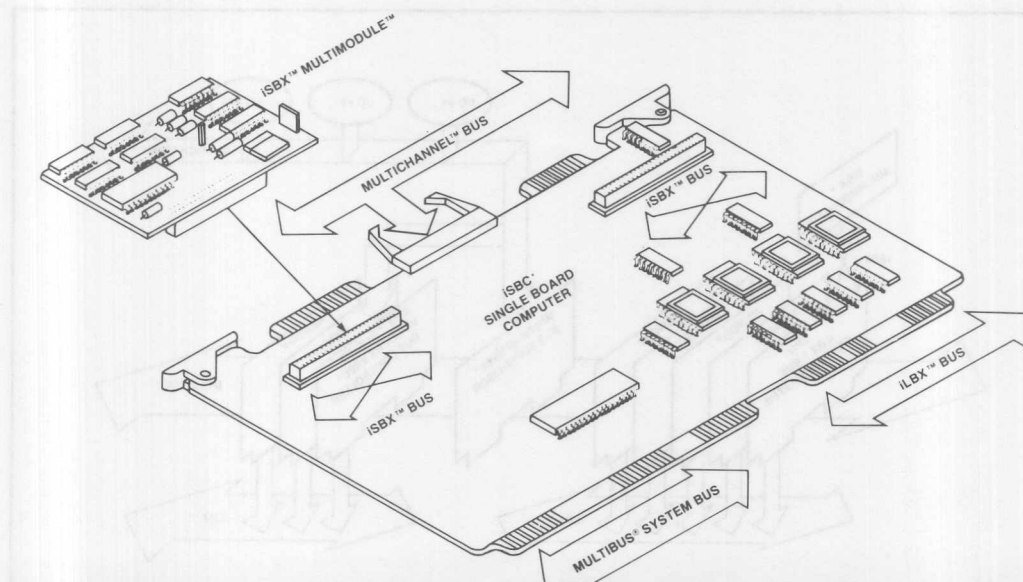 iSBX™ MULTIMODULE™
MULTICHANNEL™ BUS
iSBX™ BUS
iSBC®
SINGLE BOARD
COMPUTER
iSBX™ BUS
iLBX™ BUS
MULTIBUS® SYSTEM BUS